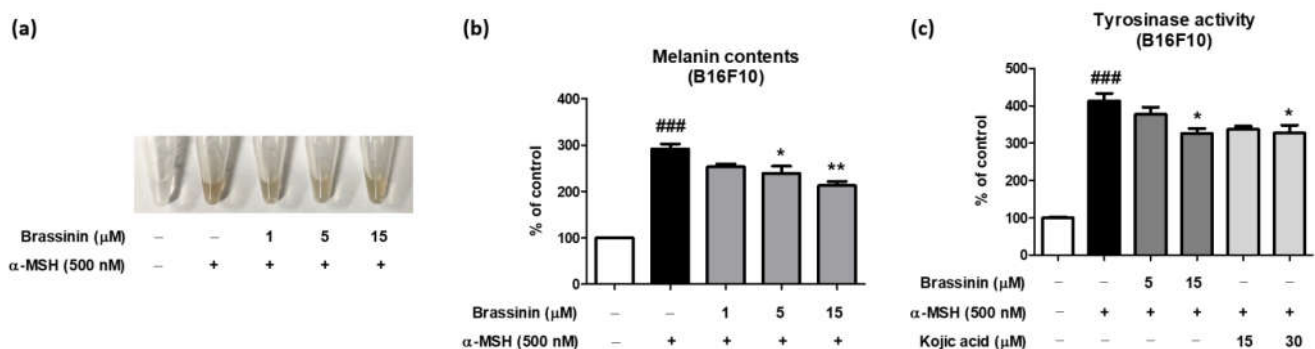 (a)
Brassinin (μM) – – 1 5 15
α-MSH (500 nM) – + + + +
(b)
Melanin contents
(B16F10)
% of control
400
300
200
100
0
###
*
**
Brassinin (μM) – – 1 5 15
α-MSH (500 nM) – + + + +
(c)
Tyrosinase activity
(B16F10)
% of control
500
400
300
200
100
0
###
*
*
Brassinin (μM) – – 5 15 – –
α-MSH (500 nM) – + + + + +
Kojic acid (μM) – – – – 15 30